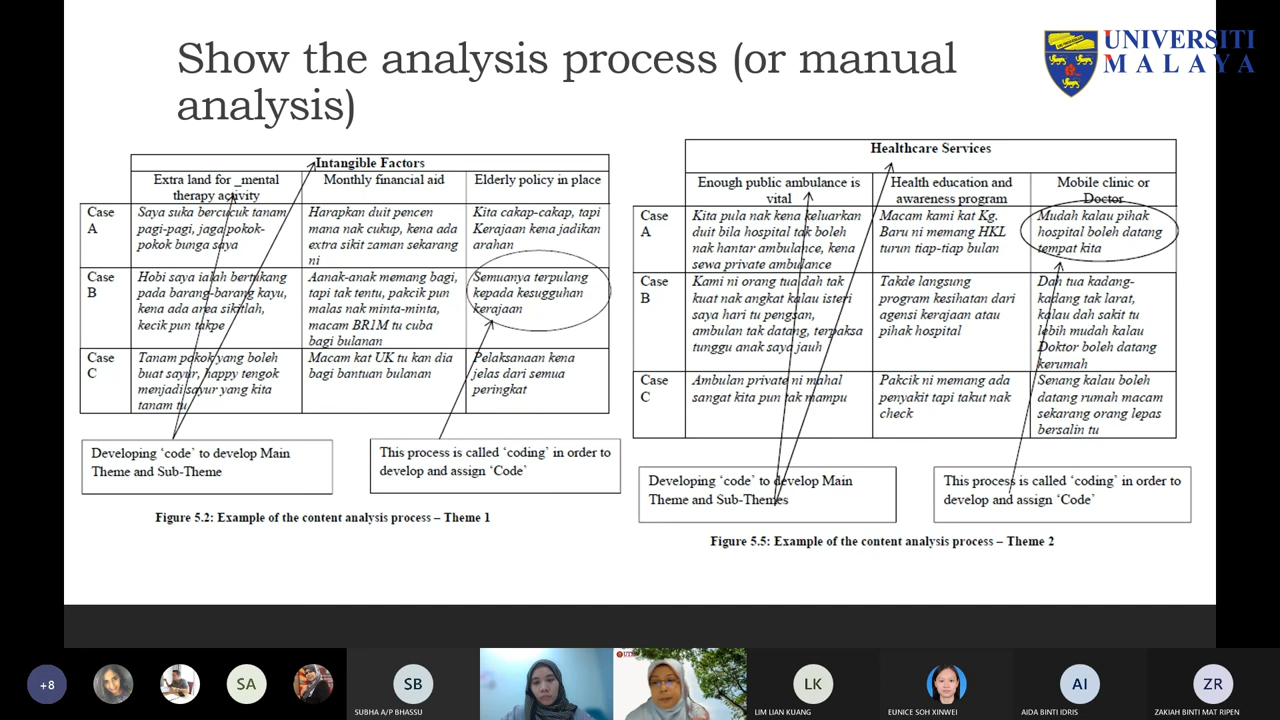 Show the analysis process (or manual
analysis)
UNIVERSITI
MALAYA
Intangible Factors
Extra land for _mental
therapy activity
Monthly financial aid
Elderly policy in place
Case
A
Saya suka bercucuk tanam
pagi-pagi, jaga pokok-
pokok bunga saya
Harapkan duit pencen
mana nak cukup, kena ada
extra sikit zaman sekarang
ni
Kita cakap-cakap, tapi
Kerajaan kena jadikan
arahan
Case
B
Hobi saya ialah bertukang
pada barang-barang kayu,
kena ada area sikitlah,
kecik pun takpe
Aanak-anak memang bagi,
tapi tak tentu, pakcik pun
malas nak minta-minta,
macam BR1M tu cuba
bagi bulanan
Semuanya terpulang
kepada kesugguhan
kerajaan
Case
C
Tanam pokok yang boleh
buat sayur, happy tengok
menjadi sayur yang kita
tanam tu
Macam kat UK tu kan dia
bagi bantuan bulanan
Pelaksanaan kena
jelas dari semua
peringkat
Developing ‘code’ to develop Main
Theme and Sub-Theme
This process is called ‘coding’ in order to
develop and assign ‘Code’
Figure 5.2: Example of the content analysis process – Theme 1
Healthcare Services
Enough public ambulance is
vital
Health education and
awareness program
Mobile clinic or
Doctor
Case
A
Kita pula nak kena keluarkan
duit bila hospital tak boleh
nak hantar ambulance, kena
sewa private ambulance
Macam kami kat Kg.
Baru ni memang HKL
turun tiap-tiap bulan
Mudah kalau pihak
hospital boleh datang
tempat kita
Case
B
Kami ni orang tua dah tak
kuat nak angkat kalau isteri
saya hari tu pengsan,
ambulan tak datang, terpaksa
tunggu anak saya jauh
Takde langsung
program kesihatan dari
agensi kerajaan atau
pihak hospital
Dah tua kadang-
kadang tak larat,
kalau dah sakit tu
lebih mudah kalau
Doktor boleh datang
kerumah
Case
C
Ambulan private ni mahal
sangat kita pun tak mampu
Pakcik ni memang ada
penyakit tapi takut nak
check
Senang kalau boleh
datang rumah macam
sekarang orang lepas
bersalin tu
Developing ‘code’ to develop Main
Theme and Sub-Themes
This process is called ‘coding’ in order to
develop and assign ‘Code’
Figure 5.5: Example of the content analysis process – Theme 2
+8
SA
SB
SUBHA A/P BHASSU
LK
LIM LIAN KUANG
EUNICE SOH XINWEI
AI
AIDA BINTI IDRIS
ZR
ZAKIAH BINTI MAT RIPEN